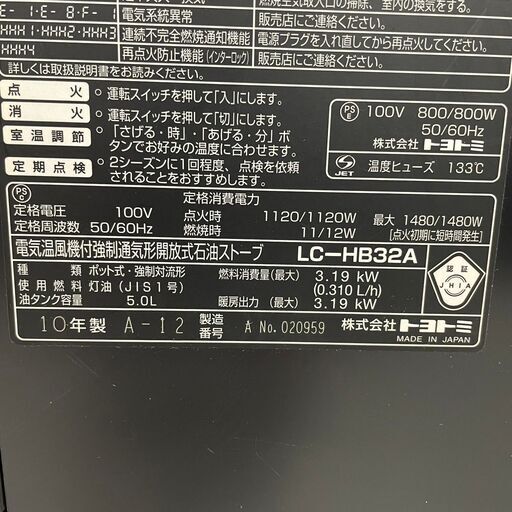 E-1・E-8・F-1 電気系統異常 販売店にご連絡ください。
HHH1・HHH2・HHH3 連続不完全燃焼通知機能 電源プラグを入れ直してから再点火してください。
HHH4 再点火防止機能(インターロック) 販売店にご連絡ください。
詳しくは取扱説明書をお読みください。
点火 ○運転スイッチを押して「入」にします。
消火 ○運転スイッチを押して「切」にします。
室温調節 ○「さげる・時」・「あげる・分」ボタンでお好みの温度に合わせます。
定期点検 ○2シーズンに1回程度、点検を依頼されることをおすすめします。
PS E 100V 800/800W
50/60Hz
株式会社 トヨトミ
S JET 温度ヒューズ 133℃
PS C
定格消費電力
定格電圧 100V 点火時 1120/1120W 最大 1480/1480W
定格周波数 50/60Hz 燃焼時 11/12W [点火初期に短時間発生]
電気温風機付強制通気形開放式石油ストーブ LC-HB32A
種類 ポット式・強制対流形 燃料消費量(最大) 3.19 kW
使用燃料 灯油(JIS1号) (0.310 L/h)
油タンク容量 5.0L 暖房出力(最大) 3.19 kW
認証 JHIA
10年製 A-12 製造番号 A No.020959 株式会社 トヨトミ
MADE IN JAPAN